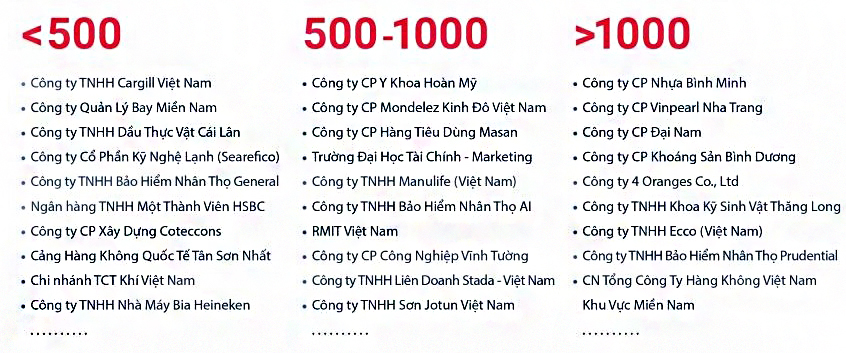 <500
• Công ty TNHH Cargill Việt Nam
• Công ty Quản Lý Bay Miền Nam
• Công ty TNHH Dầu Thực Vật Cái Lân
• Công ty Cổ Phần Kỹ Nghệ Lạnh (Searefico)
• Công ty TNHH Bảo Hiểm Nhân Thọ General
• Ngân hàng TNHH Một Thành Viên HSBC
• Công ty CP Xây Dựng Coteccons
• Cảng Hàng Không Quốc Tế Tân Sơn Nhất
• Chi nhánh TCT Khí Việt Nam
• Công ty TNHH Nhà Máy Bia Heineken
..........
500-1000
• Công ty CP Y Khoa Hoàn Mỹ
• Công ty CP Mondelez Kinh Đô Việt Nam
• Công ty CP Hàng Tiêu Dùng Masan
• Trường Đại Học Tài Chính - Marketing
• Công ty TNHH Manulife (Việt Nam)
• Công ty TNHH Bảo Hiểm Nhân Thọ AI
• RMIT Việt Nam
• Công ty CP Công Nghiệp Vĩnh Tường
• Công ty TNHH Liên Doanh Stada - Việt Nam
• Công ty TNHH Sơn Jotun Việt Nam
..........
>1000
• Công ty CP Nhựa Bình Minh
• Công ty CP Vinpearl Nha Trang
• Công ty CP Đại Nam
• Công ty CP Khoáng Sản Bình Dương
• Công ty 4 Oranges Co., Ltd
• Công ty TNHH Khoa Kỹ Sinh Vật Thăng Long
• Công ty TNHH Ecco (Việt Nam)
• Công ty TNHH Bảo Hiểm Nhân Thọ Prudential
• CN Tổng Công Ty Hàng Không Việt Nam
Khu Vực Miền Nam
..........